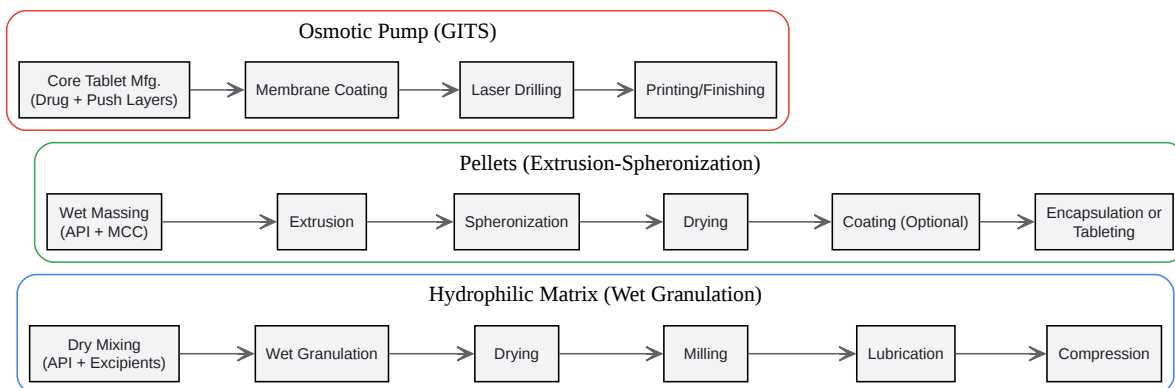 Osmotic Pump (GITS)
Core Tablet Mfg.
(Drug + Push Layers)
Membrane Coating
Laser Drilling
Printing/Finishing
Pellets (Extrusion-Spheronization)
Wet Massing
(API + MCC)
Extrusion
Spheronization
Drying
Coating (Optional)
Encapsulation or
Tableting
Hydrophilic Matrix (Wet Granulation)
Dry Mixing
(API + Excipients)
Wet Granulation
Drying
Milling
Lubrication
Compression